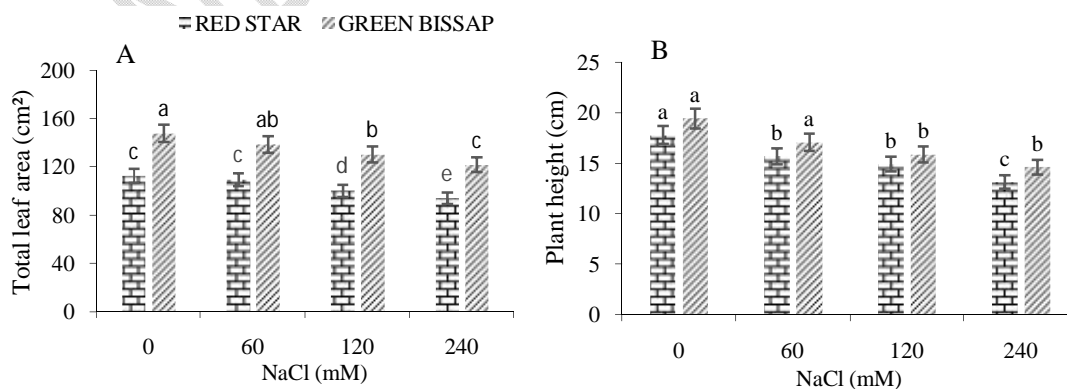 RED STAR GREEN BISSAP
A
Total leaf area (cm²)
200
160
120
80
40
0
c a c ab d b e c
0 60 120 240
NaCl (mM)
B
Plant height (cm)
25
20
15
10
5
0
a a b a b b c b
0 60 120 240
NaCl (mM)